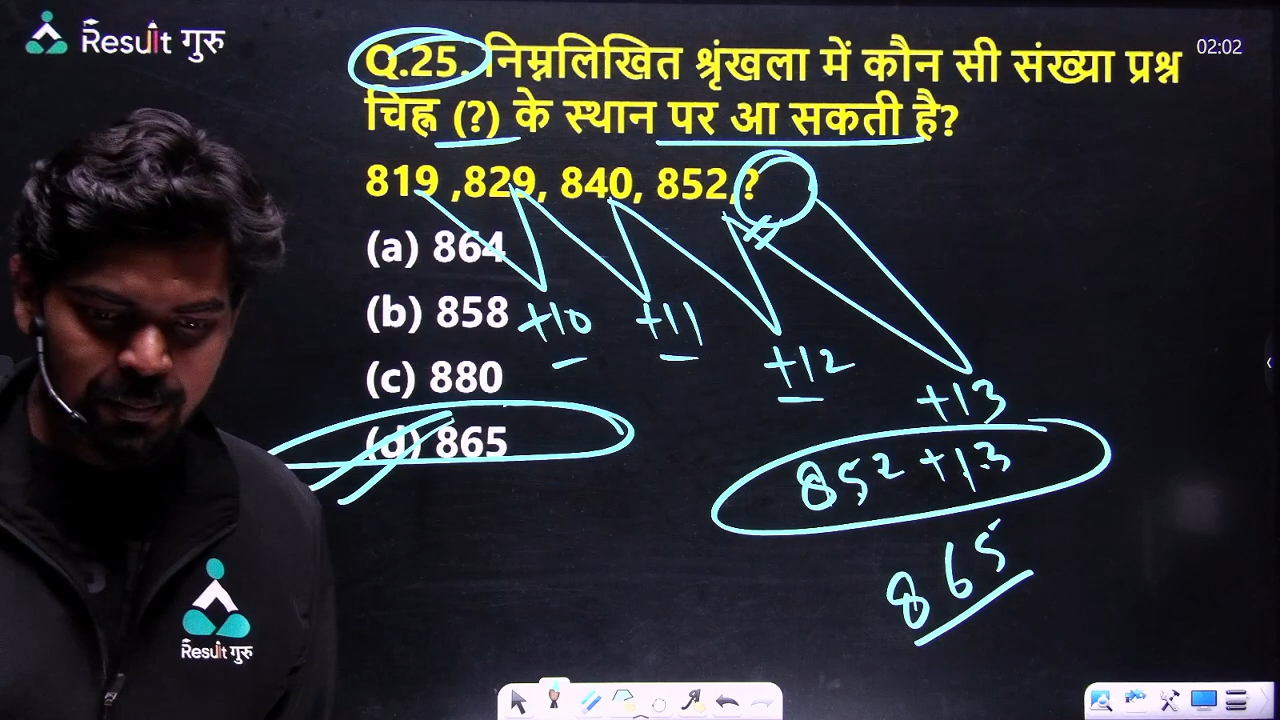 Result गुरु
02:02
Q.25. निम्नलिखित श्रृंखला में कौन सी संख्या प्रश्न
चिह्न (?) के स्थान पर आ सकती है?
819 ,829, 840, 852,?
(a) 864
(b) 858
(c) 880
(d) 865
+10 +11 +12 +13
852 +13
865
Result गुरु